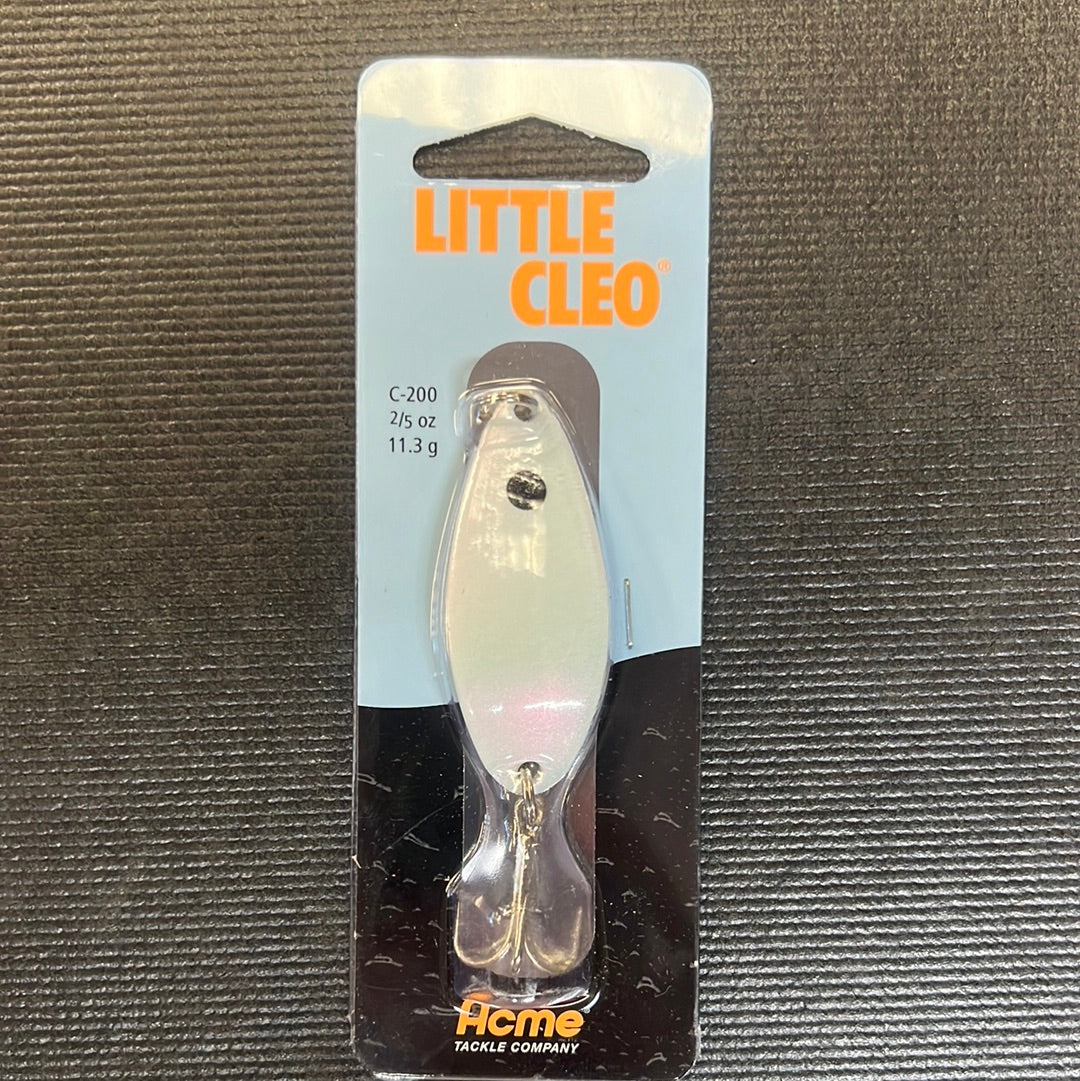 LITTLE
CLEO®
C-200
2/5 oz
11.3 g
Acme
TACKLE COMPANY